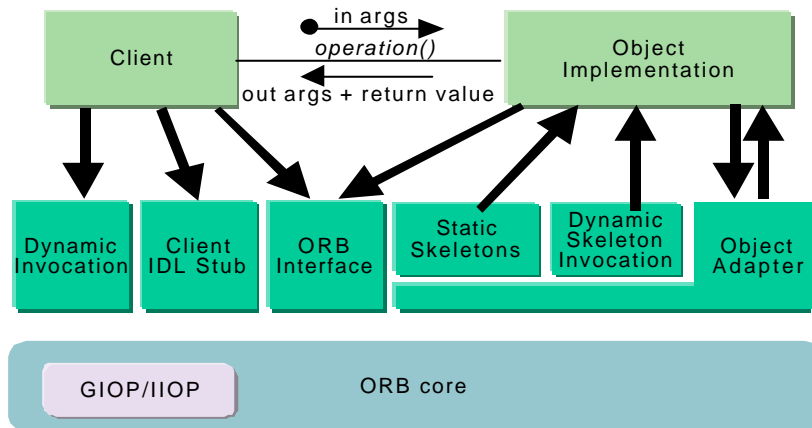 in args
operation()
out args + return value
Client
Object
Implementation
Dynamic
Invocation
Client
IDL Stub
ORB
Interface
Static
Skeletons
Dynamic
Skeleton
Invocation
Object
Adapter
GIOP/IIOP
ORB core